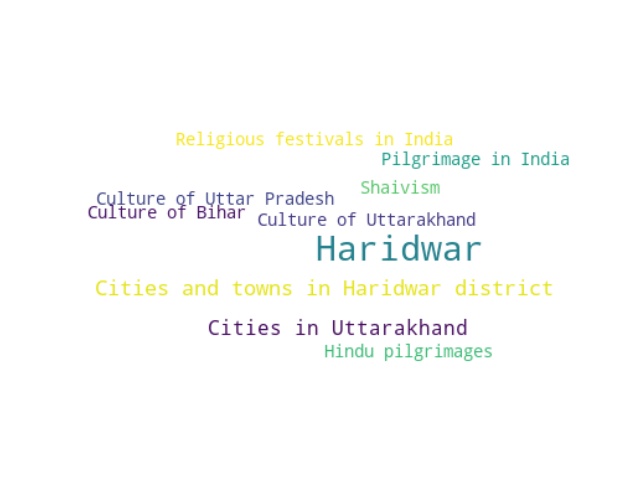 Religious festivals in India
Pilgrimage in India
Shaivism
Culture of Uttar Pradesh
Culture of Bihar
Culture of Uttarakhand
Haridwar
Cities and towns in Haridwar district
Cities in Uttarakhand
Hindu pilgrimages